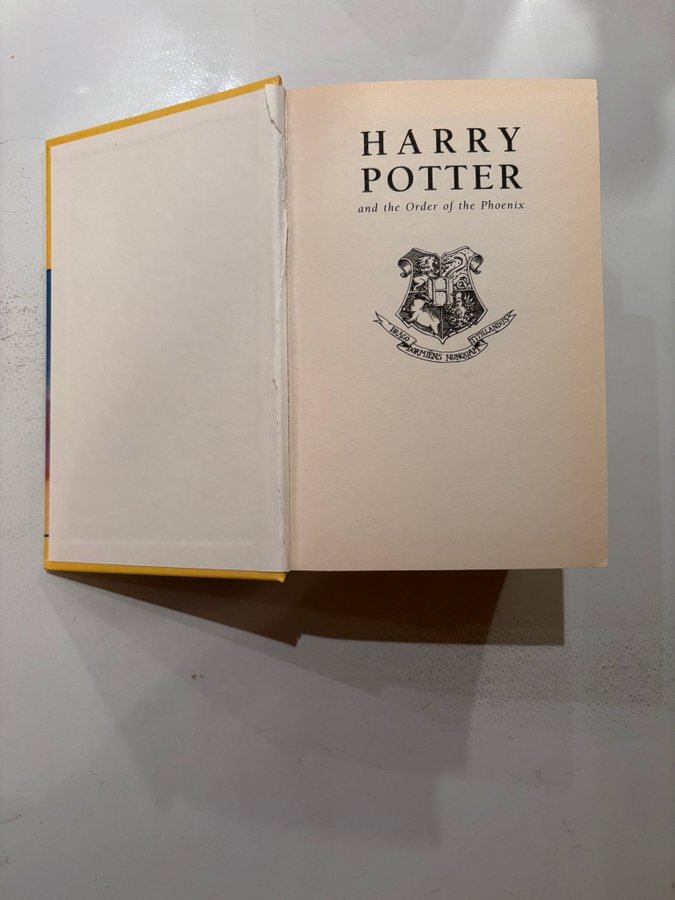 HARRY
POTTER
and the Order of the Phoenix
DRACO
DORMIENS NUNQUAM
TITILLANDUS